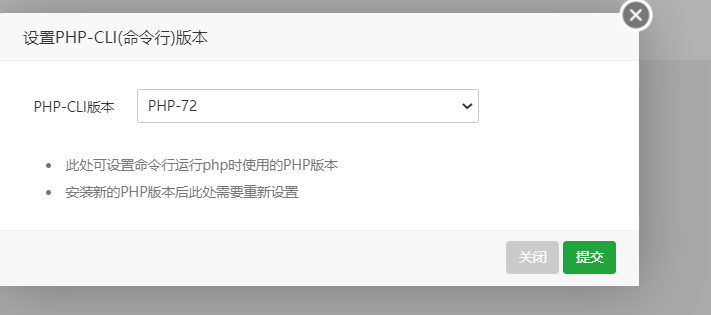 设置PHP-CLI(命令行)版本
PHP-CLI版本 PHP-72
此处可设置命令行运行php时使用的PHP版本
安装新的PHP版本后此处需要重新设置
关闭 提交